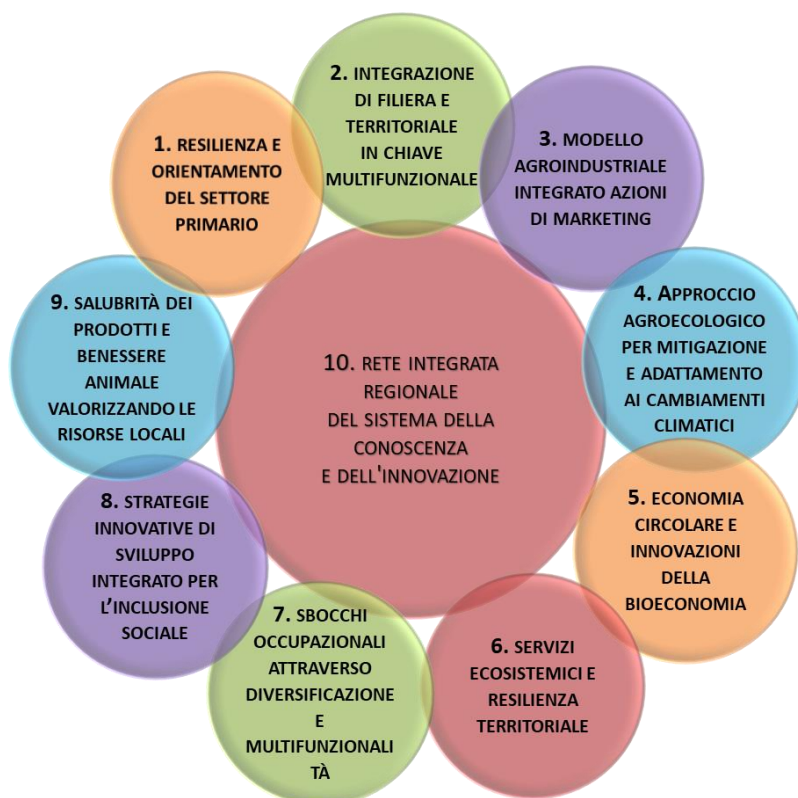 1. RESILIENZA E
ORIENTAMENTO
DEL SETTORE
PRIMARIO
2. INTEGRAZIONE
DI FILIERA E
TERRITORIALE
IN CHIAVE
MULTIFUNZIONALE
3. MODELLO
AGROINDUSTRIALE
INTEGRATO AZIONI
DI MARKETING
4. APPROCCIO
AGROECOLOGICO
PER MITIGAZIONE
E ADATTAMENTO
AI CAMBIAMENTI
CLIMATICI
5. ECONOMIA
CIRCOLARE E
INNOVAZIONI
DELLA
BIOECONOMIA
6. SERVIZI
ECOSISTEMICI E
RESILIENZA
TERRITORIALE
7. SBOCCHI
OCCUPAZIONALI
ATTRAVERSO
DIVERSIFICAZIONE
E
MULTIFUNZIONALI
TÀ
8. STRATEGIE
INNOVATIVE DI
SVILUPPO
INTEGRATO PER
L'INCLUSIONE
SOCIALE
9. SALUBRITÀ DEI
PRODOTTI E
BENESSERE
ANIMALE
VALORIZZANDO LE
RISORSE LOCALI
10. RETE INTEGRATA
REGIONALE
DEL SISTEMA DELLA
CONOSCENZA
E DELL'INNOVAZIONE